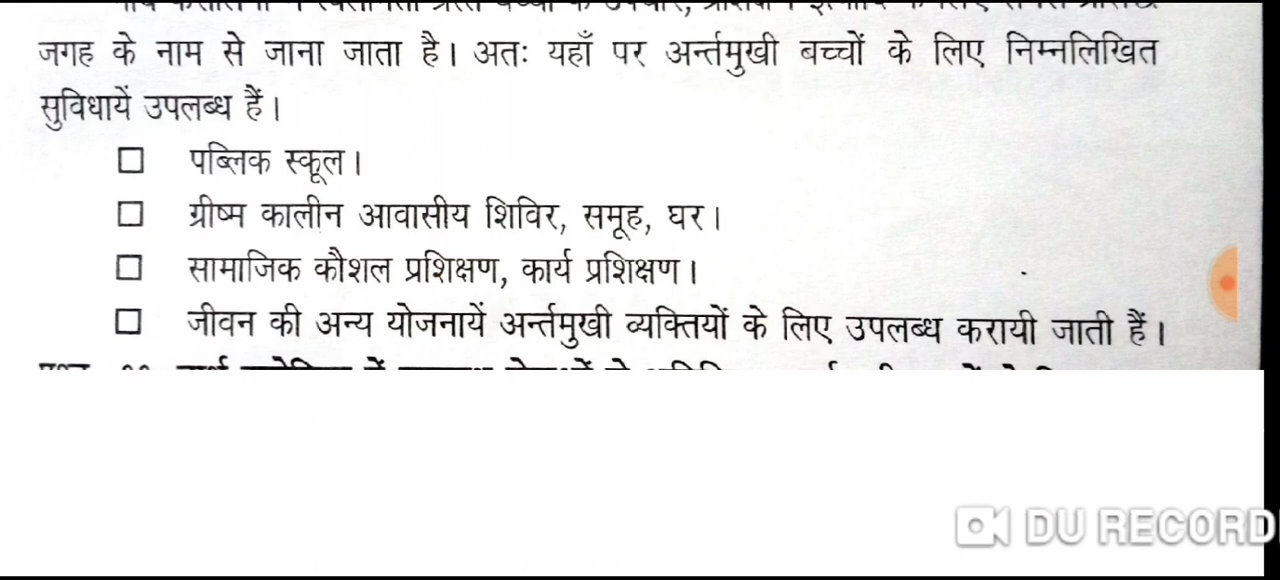 जगह के नाम से जाना जाता है। अतः यहाँ पर अर्न्तमुखी बच्चों के लिए निम्नलिखित
सुविधायें उपलब्ध हैं।
□ पब्लिक स्कूल।
□ ग्रीष्म कालीन आवासीय शिविर, समूह, घर।
□ सामाजिक कौशल प्रशिक्षण, कार्य प्रशिक्षण।
□ जीवन की अन्य योजनायें अर्न्तमुखी व्यक्तियों के लिए उपलब्ध करायी जाती हैं।
DU RECORD